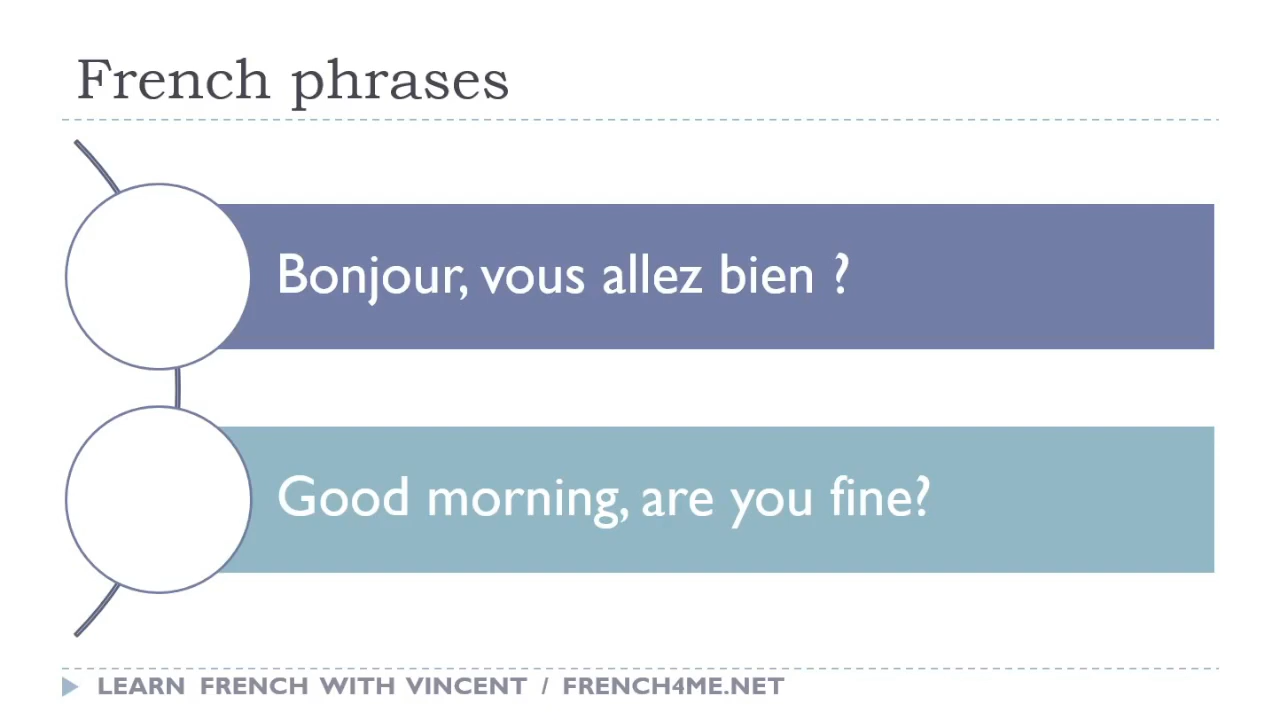 French phrases
Bonjour, vous allez bien ?
Good morning, are you fine?
LEARN FRENCH WITH VINCENT / FRENCH4ME.NET